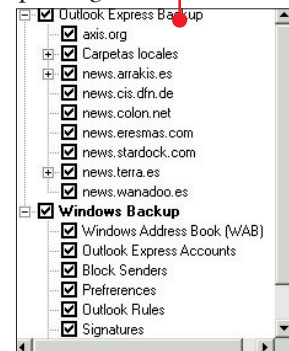 Outlook Express Backup
axis.org
Carpetas locales
news.arrakis.es
news.cis.dfn.de
news.colon.net
news.eresmas.com
news.stardock.com
news.terra.es
news.wanadoo.es
Windows Backup
Windows Address Book (WAB)
Outlook Express Accounts
Block Senders
Prefrerences
Outlook Rules
Signatures